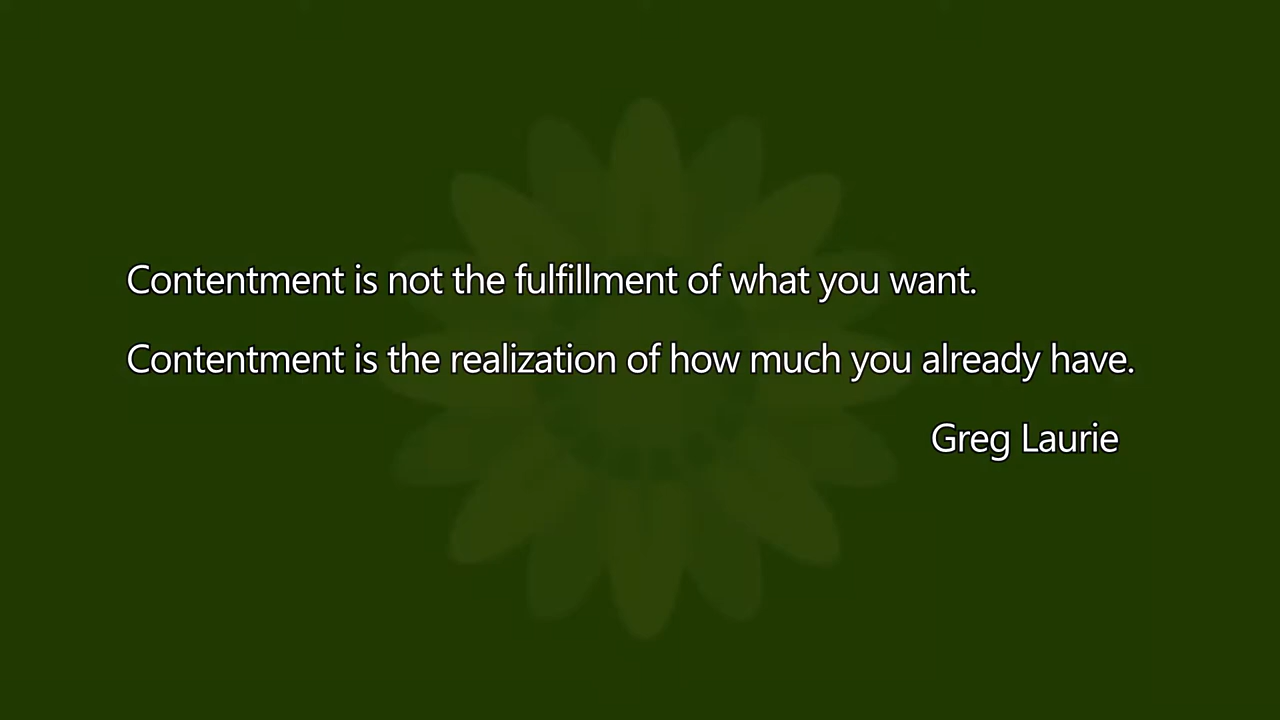 Contentment is not the fulfillment of what you want.
Contentment is the realization of how much you already have.
Greg Laurie